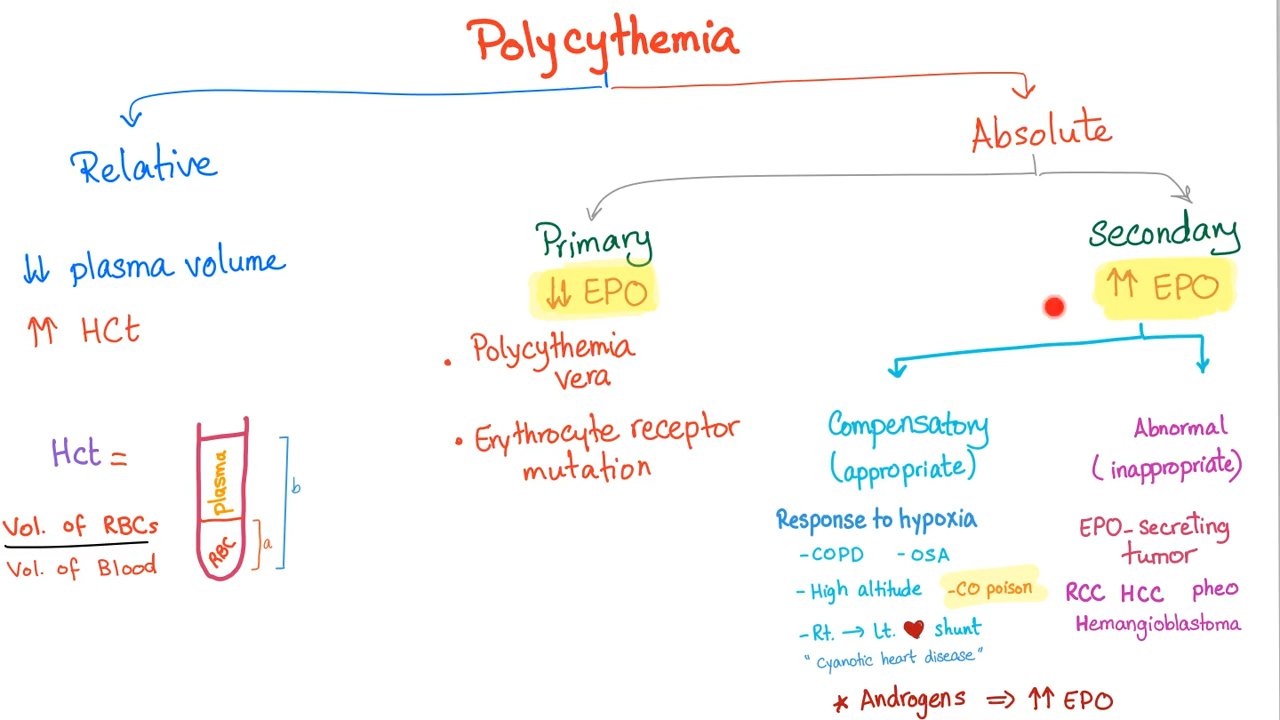 Polycythemia
Relative
↓↓ plasma volume
↑↑ HCt
Hct =
Vol. of RBCs
Vol. of Blood
plasma
RBC
a
b
Absolute
Primary
↓↓ EPO
• Polycythemia
vera
• Erythrocyte receptor
mutation
Secondary
↑↑ EPO
Compensatory
(appropriate)
Response to hypoxia
- COPD - OSA
- High altitude - CO poison
- Rt. → Lt. ❤ shunt
"Cyanotic heart disease"
Abnormal
(inappropriate)
EPO-secreting
tumor
RCC HCC pheo
Hemangioblastoma
* Androgens ⇒ ↑↑ EPO